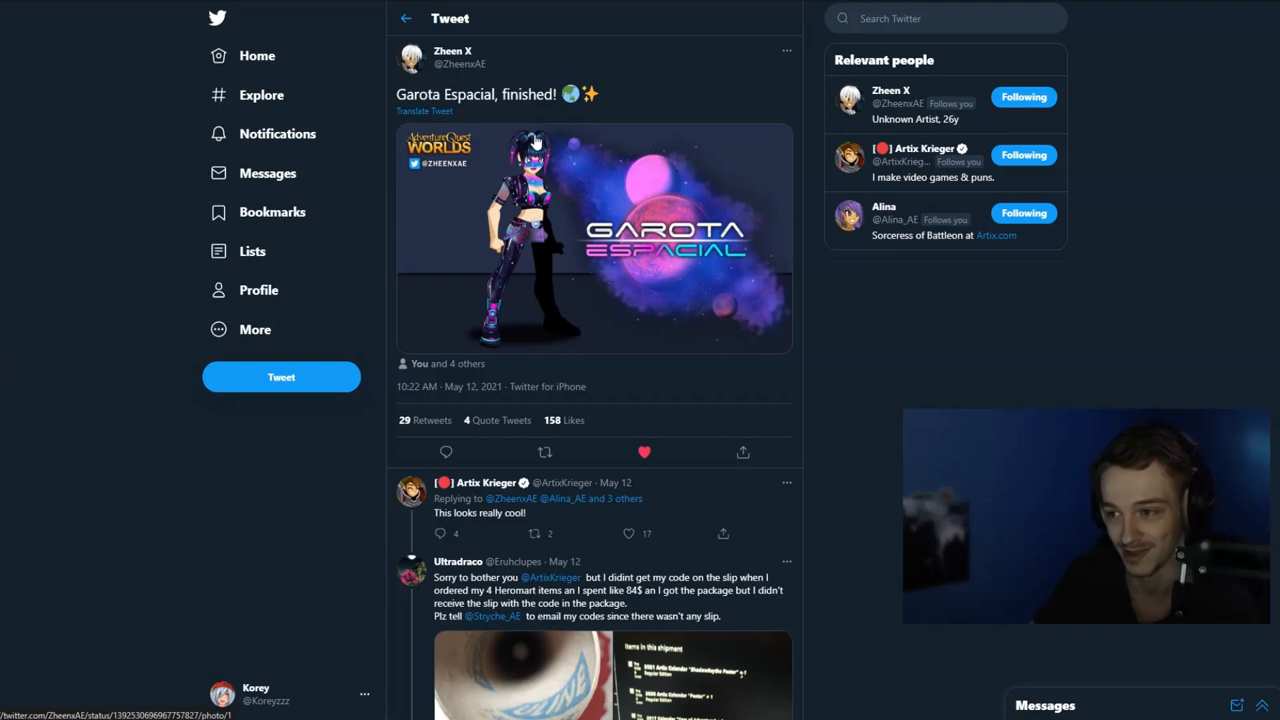 Home
Explore
Notifications
Messages
Bookmarks
Lists
Profile
More
Tweet
Korey
@Koreyzzz
/twitter.com/ZheenxAE/status/1392530696967757827/photo/1
Tweet
Zheen X
@ZheenxAE
Garota Espacial, finished!
Translate Tweet
AdventureQuest
WORLDS
@ZHEENXAE
GAROTA
ESPACIAL
You and 4 others
10:22 AM · May 12, 2021 · Twitter for iPhone
29 Retweets 4 Quote Tweets 158 Likes
[🔴] Artix Krieger @ArtixKrieger · May 12
Replying to @ZheenxAE @Alina_AE and 3 others
This looks really cool!
4 2 17
Ultradraco @Eruhclupes · May 12
Sorry to bother you @ArtixKrieger but I didint get my code on the slip when I
ordered my 4 Heromart items an I spent like 84$ an I got the package but I didn't
receive the slip with the code in the package.
Plz tell @Stryche_AE to email my codes since there wasn't any slip.
Items in this shipment
Regular Edition
Regular Edition
Search Twitter
Relevant people
Zheen X
@ZheenxAE Follows you
Following
Unknown Artist, 26y
[🔴] Artix Krieger
@ArtixKrieg... Follows you
Following
I make video games & puns.
Alina
@Alina_AE Follows you
Following
Sorceress of Battleon at Artix.com
Messages